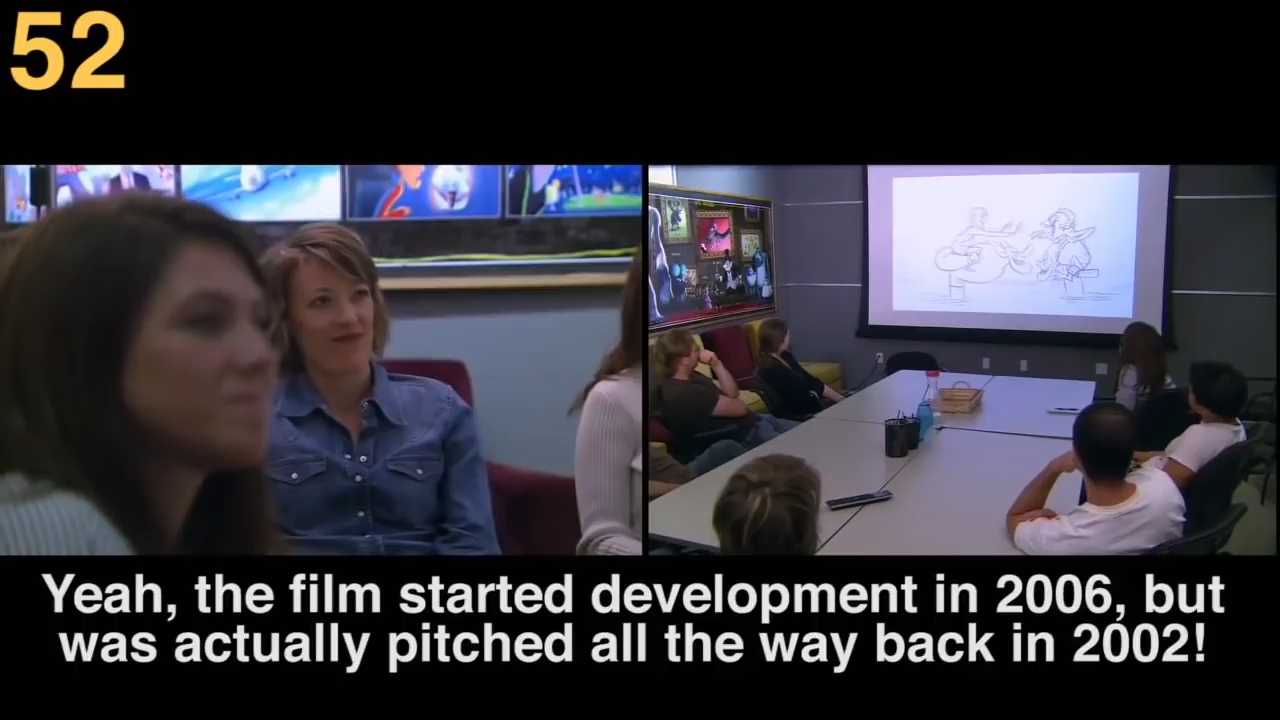 52
Yeah, the film started development in 2006, but
was actually pitched all the way back in 2002!